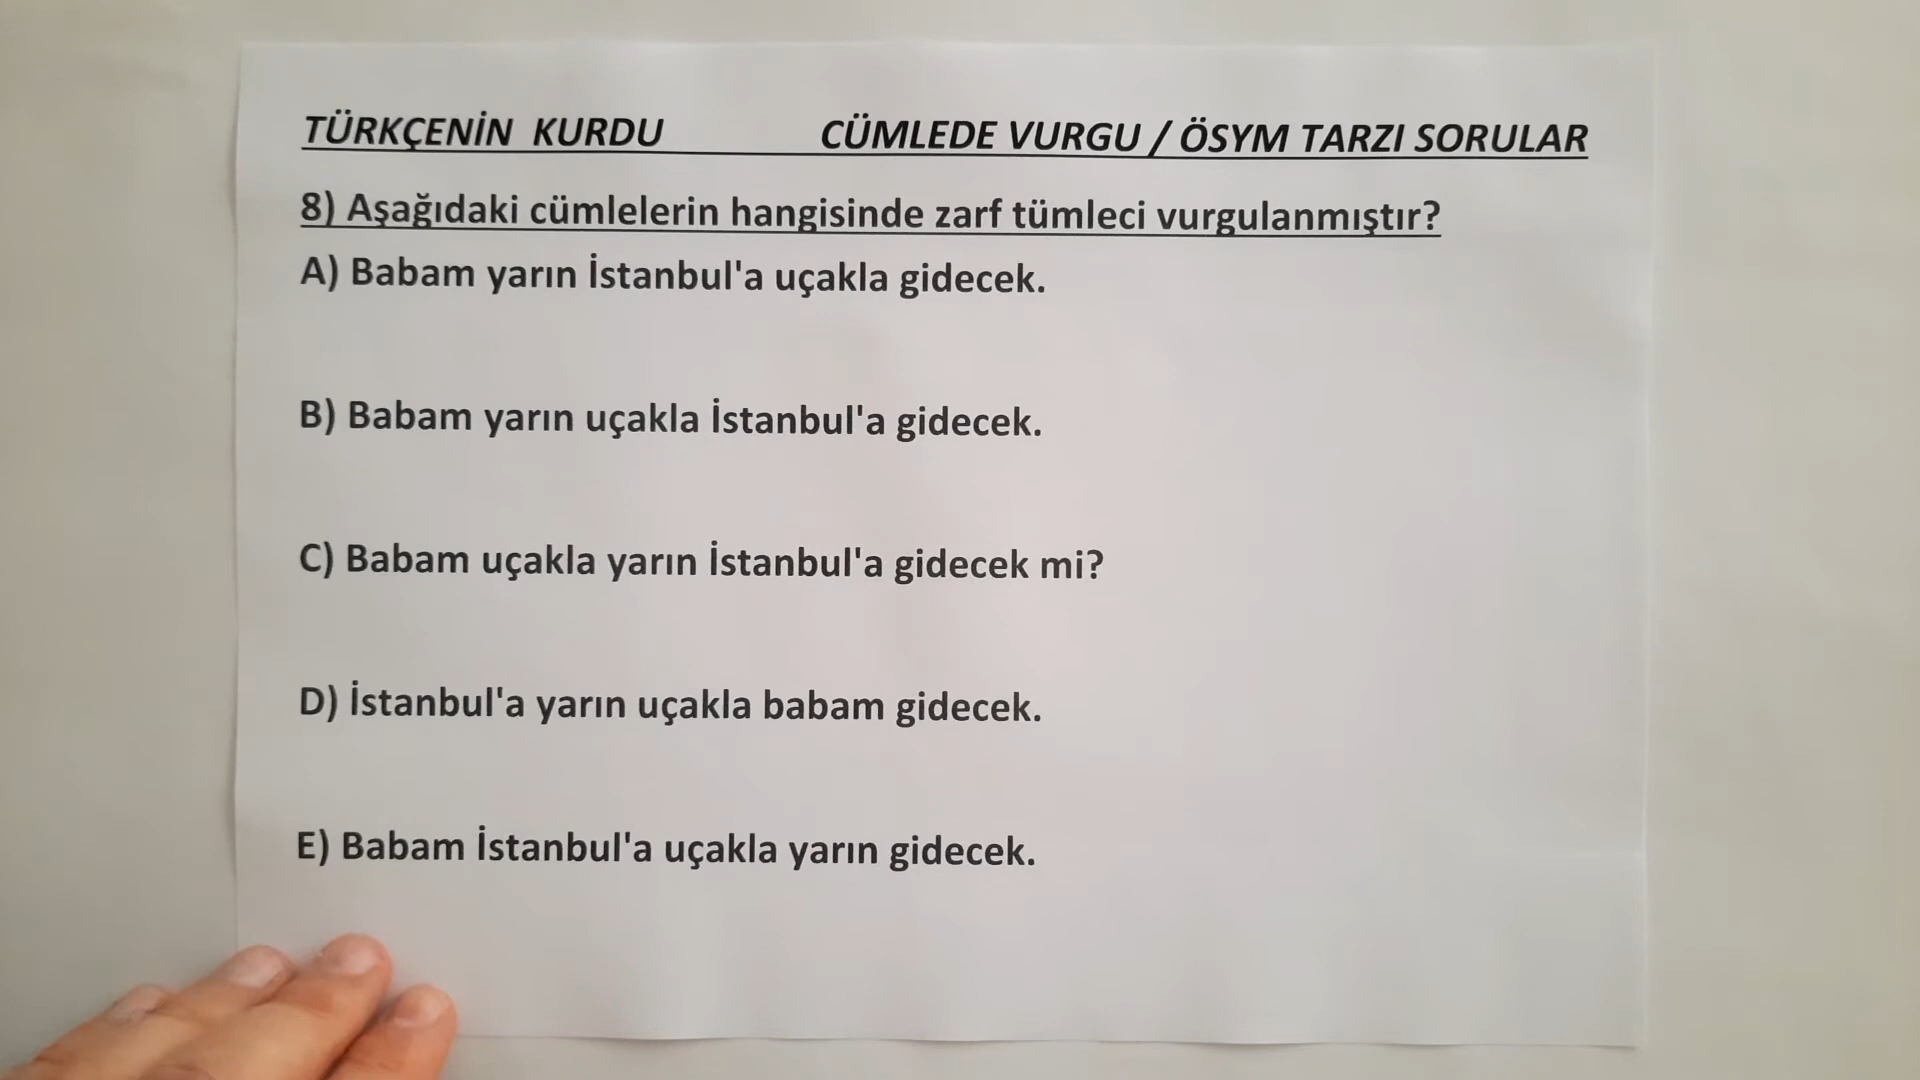 TÜRKÇENİN KURDU CÜMLEDE VURGU / ÖSYM TARZI SORULAR
8) Aşağıdaki cümlelerin hangisinde zarf tümleci vurgulanmıştır?
A) Babam yarın İstanbul'a uçakla gidecek.
B) Babam yarın uçakla İstanbul'a gidecek.
C) Babam uçakla yarın İstanbul'a gidecek mi?
D) İstanbul'a yarın uçakla babam gidecek.
E) Babam İstanbul'a uçakla yarın gidecek.